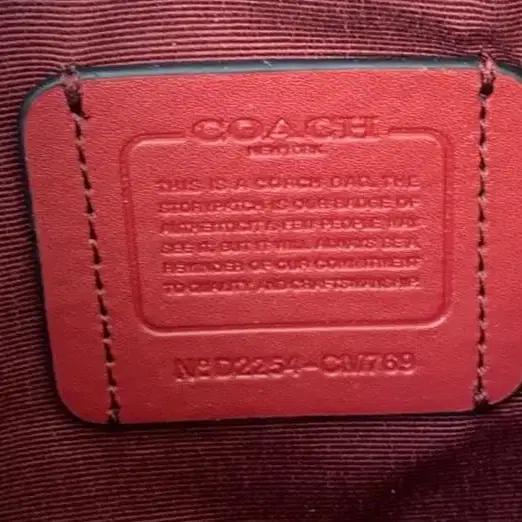 COACH
NEW YORK
THIS IS A COACH BAG. THE
STORYPATCH IS OUR BADGE OF
AUTHENTICITY. FEW PEOPLE MAY
SEE IT, BUT IT WILL ALWAYS BE A
REMINDER OF OUR COMMITMENT
TO QUALITY AND CRAFTSMANSHIP.
Nº D2254-CM769